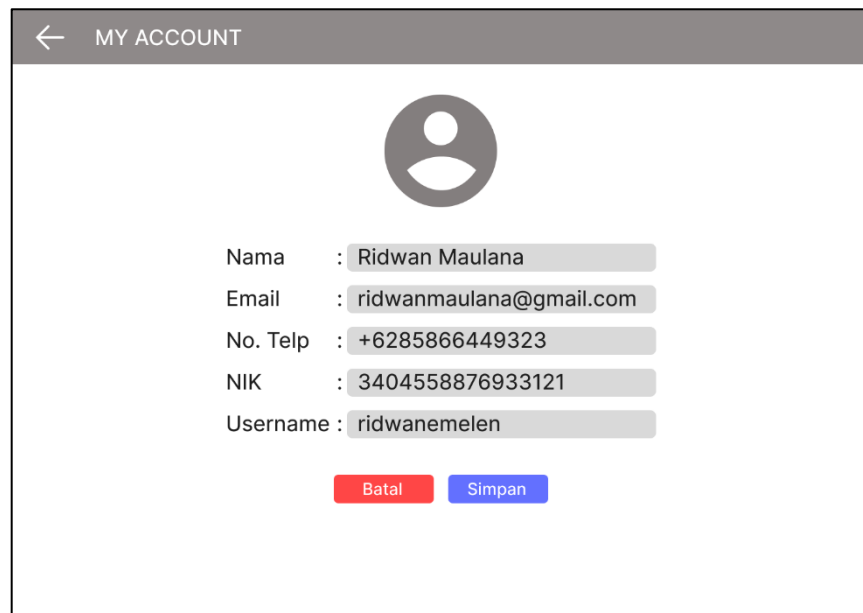 MY ACCOUNT
Nama : Ridwan Maulana
Email : ridwanmaulana@gmail.com
No. Telp : +6285866449323
NIK : 3404558876933121
Username : ridwanemelen
Batal Simpan